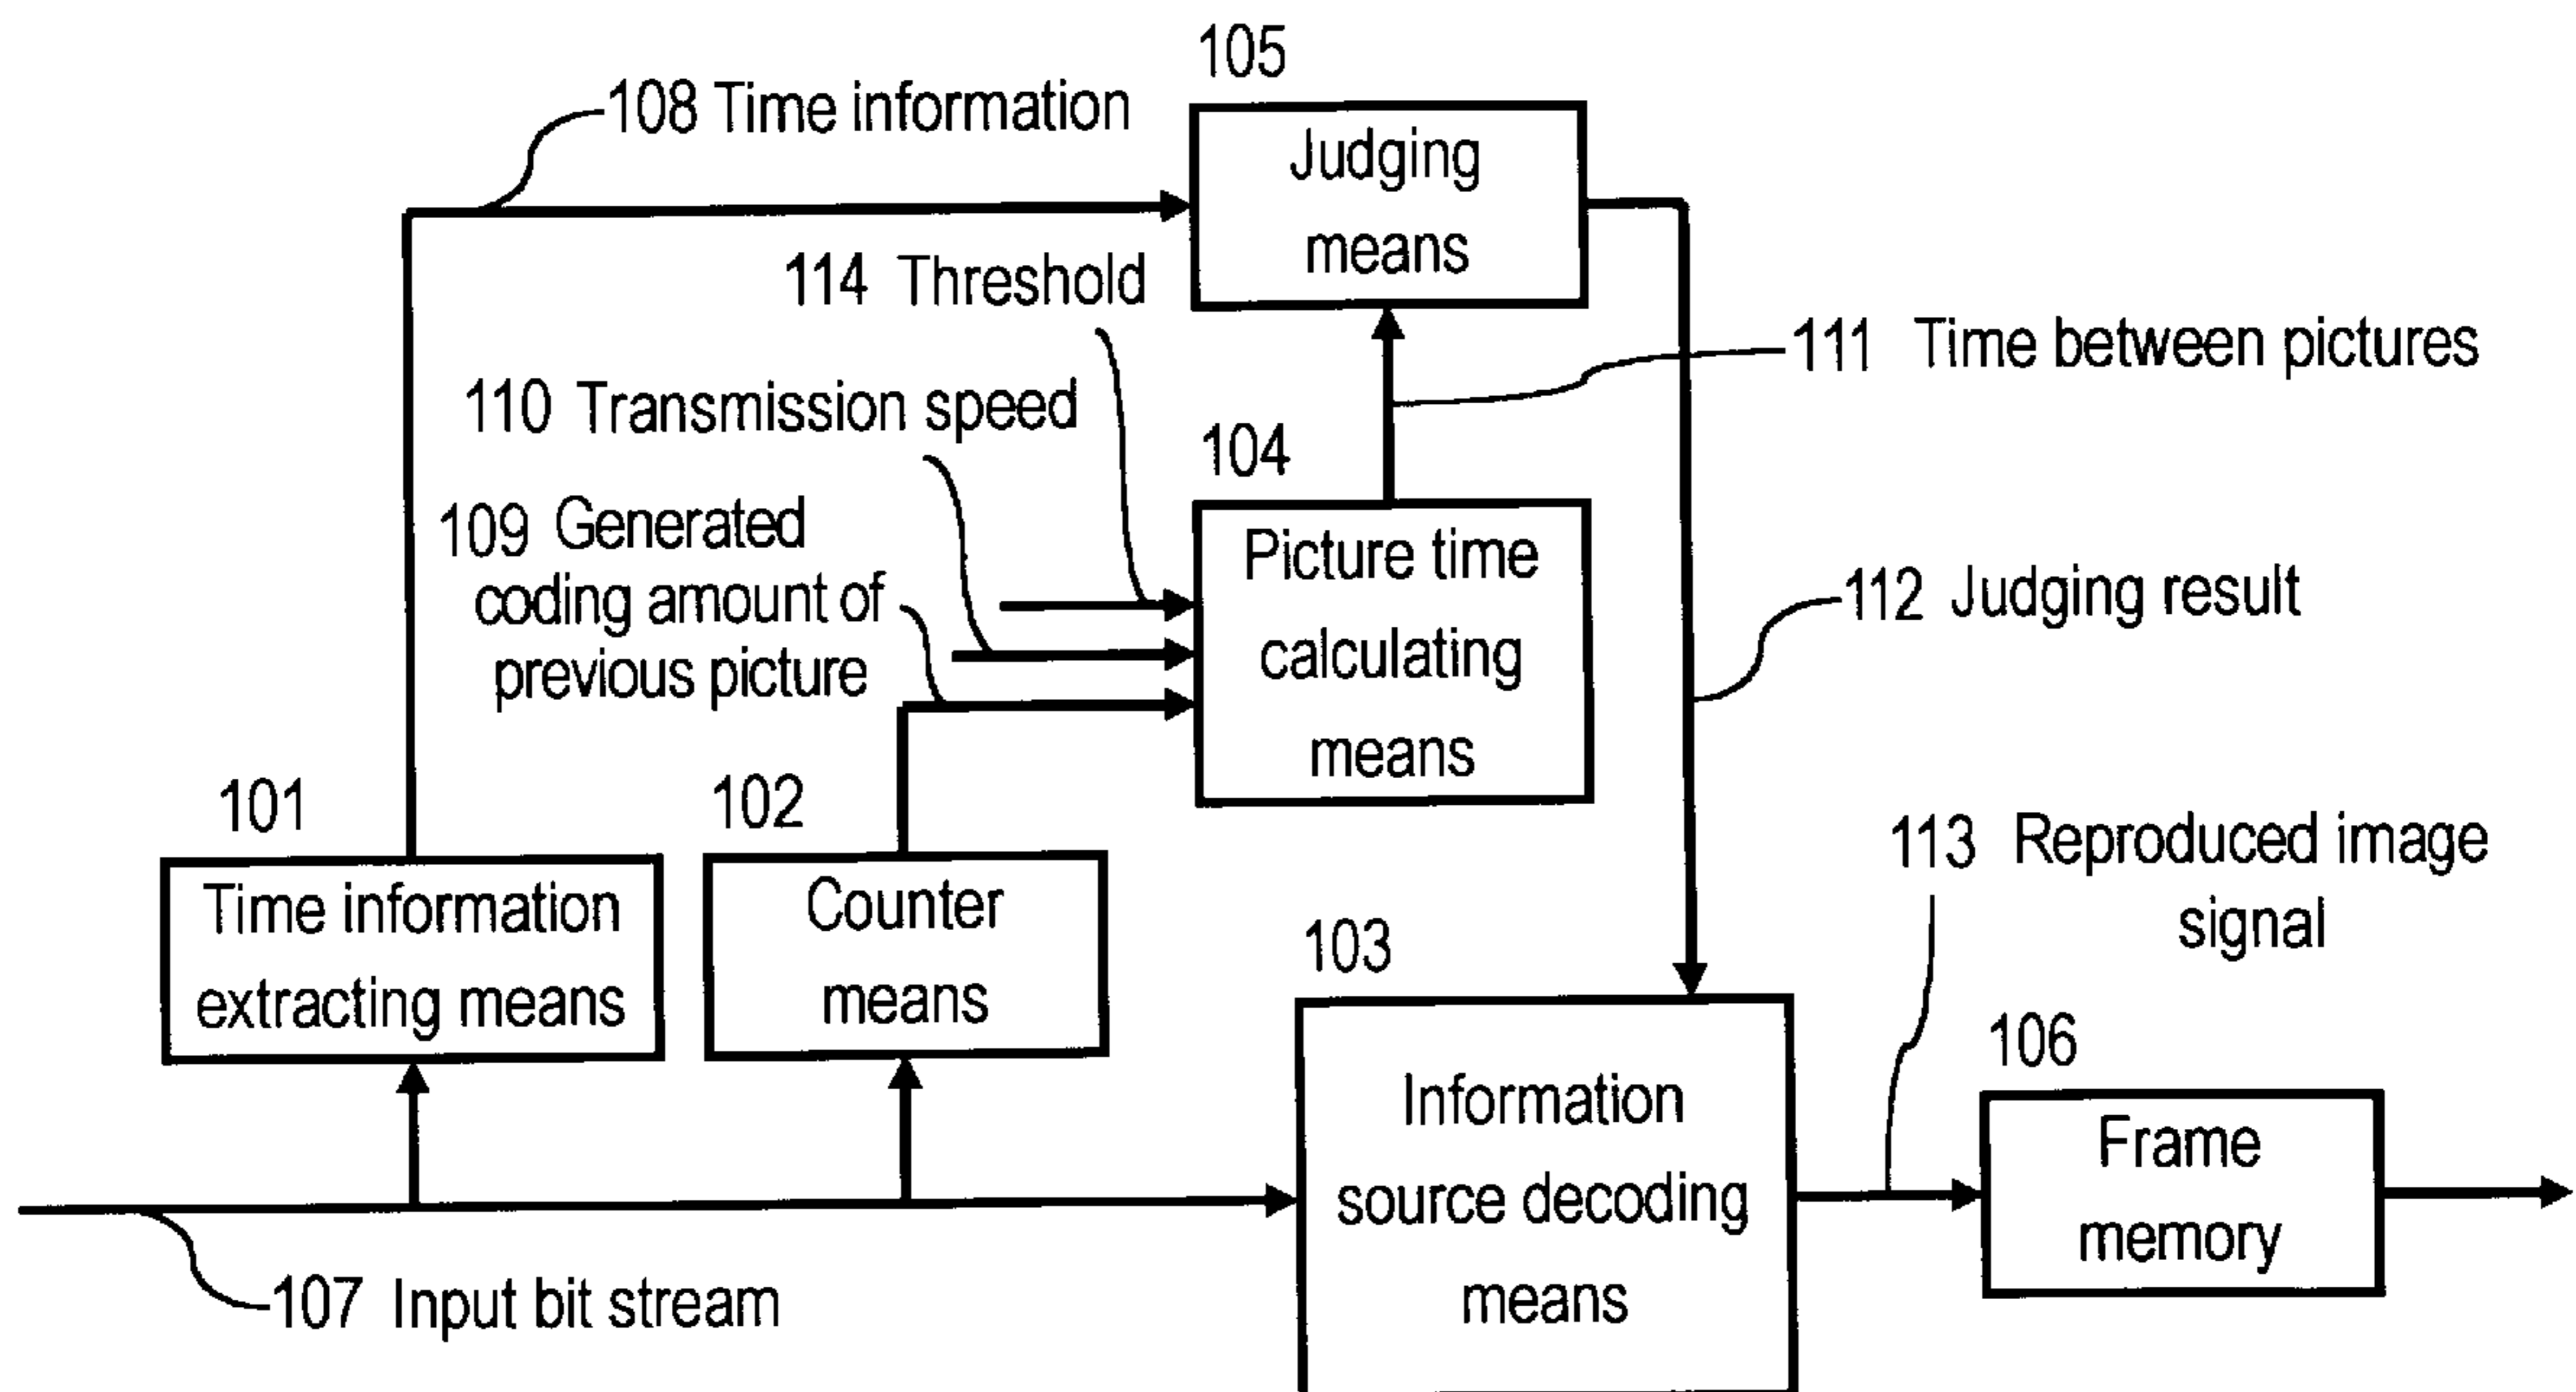 105
108 Time information
Judging
means
114 Threshold
111 Time between pictures
110 Transmission speed
104
109 Generated
coding amount of
previous picture
Picture time
calculating
means
112 Judging result
101
102
Time information
extracting means
Counter
means
113 Reproduced image
signal
103
106
Information
source decoding
means
Frame
memory
107 Input bit stream